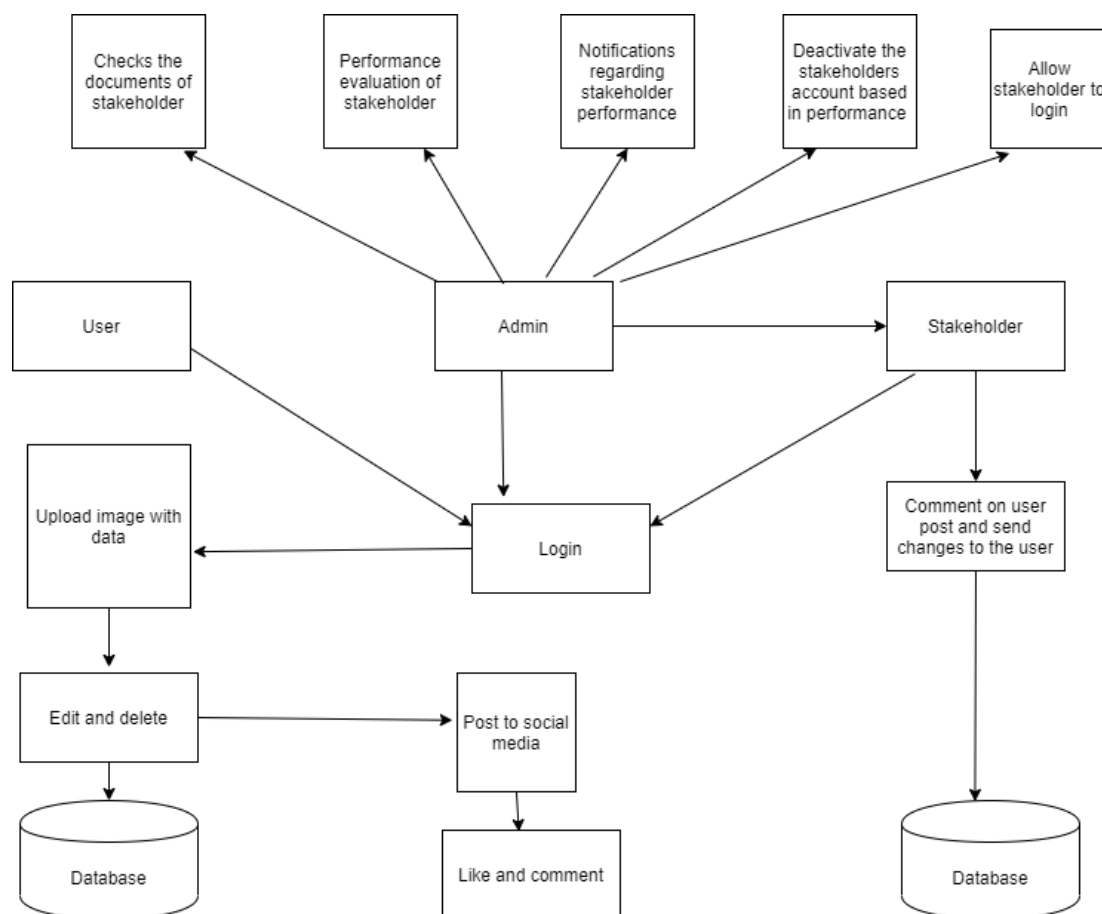 Checks the
documents of
stakeholder
Performance
evaluation of
stakeholder
Notifications
regarding
stakeholder
performance
Deactivate the
stakeholders
account based
in performance
Allow
stakeholder to
login
User
Admin
Stakeholder
Upload image with
data
Login
Comment on user
post and send
changes to the user
Edit and delete
Post to social
media
Database
Like and comment
Database